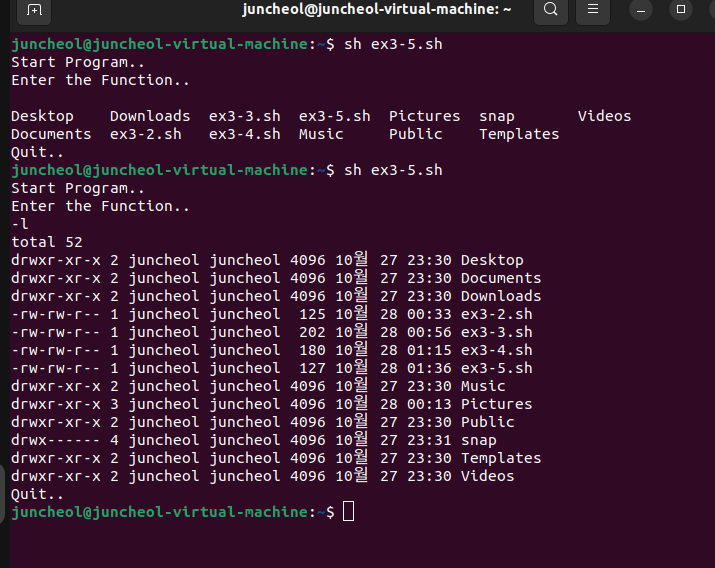 juncheol@juncheol-virtual-machine: ~
juncheol@juncheol-virtual-machine:~$ sh ex3-5.sh
Start Program..
Enter the Function..

Desktop    Downloads  ex3-3.sh  ex3-5.sh  Pictures  snap       Videos
Documents  ex3-2.sh   ex3-4.sh  Music     Public    Templates
Quit..
juncheol@juncheol-virtual-machine:~$ sh ex3-5.sh
Start Program..
Enter the Function..
-l
total 52
drwxr-xr-x 2 juncheol juncheol 4096 10월 27 23:30 Desktop
drwxr-xr-x 2 juncheol juncheol 4096 10월 27 23:30 Documents
drwxr-xr-x 2 juncheol juncheol 4096 10월 27 23:30 Downloads
-rw-rw-r-- 1 juncheol juncheol  125 10월 28 00:33 ex3-2.sh
-rw-rw-r-- 1 juncheol juncheol  202 10월 28 00:56 ex3-3.sh
-rw-rw-r-- 1 juncheol juncheol  180 10월 28 01:15 ex3-4.sh
-rw-rw-r-- 1 juncheol juncheol  127 10월 28 01:36 ex3-5.sh
drwxr-xr-x 2 juncheol juncheol 4096 10월 27 23:30 Music
drwxr-xr-x 3 juncheol juncheol 4096 10월 28 00:13 Pictures
drwxr-xr-x 2 juncheol juncheol 4096 10월 27 23:30 Public
drwx------ 4 juncheol juncheol 4096 10월 27 23:31 snap
drwxr-xr-x 2 juncheol juncheol 4096 10월 27 23:30 Templates
drwxr-xr-x 2 juncheol juncheol 4096 10월 27 23:30 Videos
Quit..
juncheol@juncheol-virtual-machine:~$